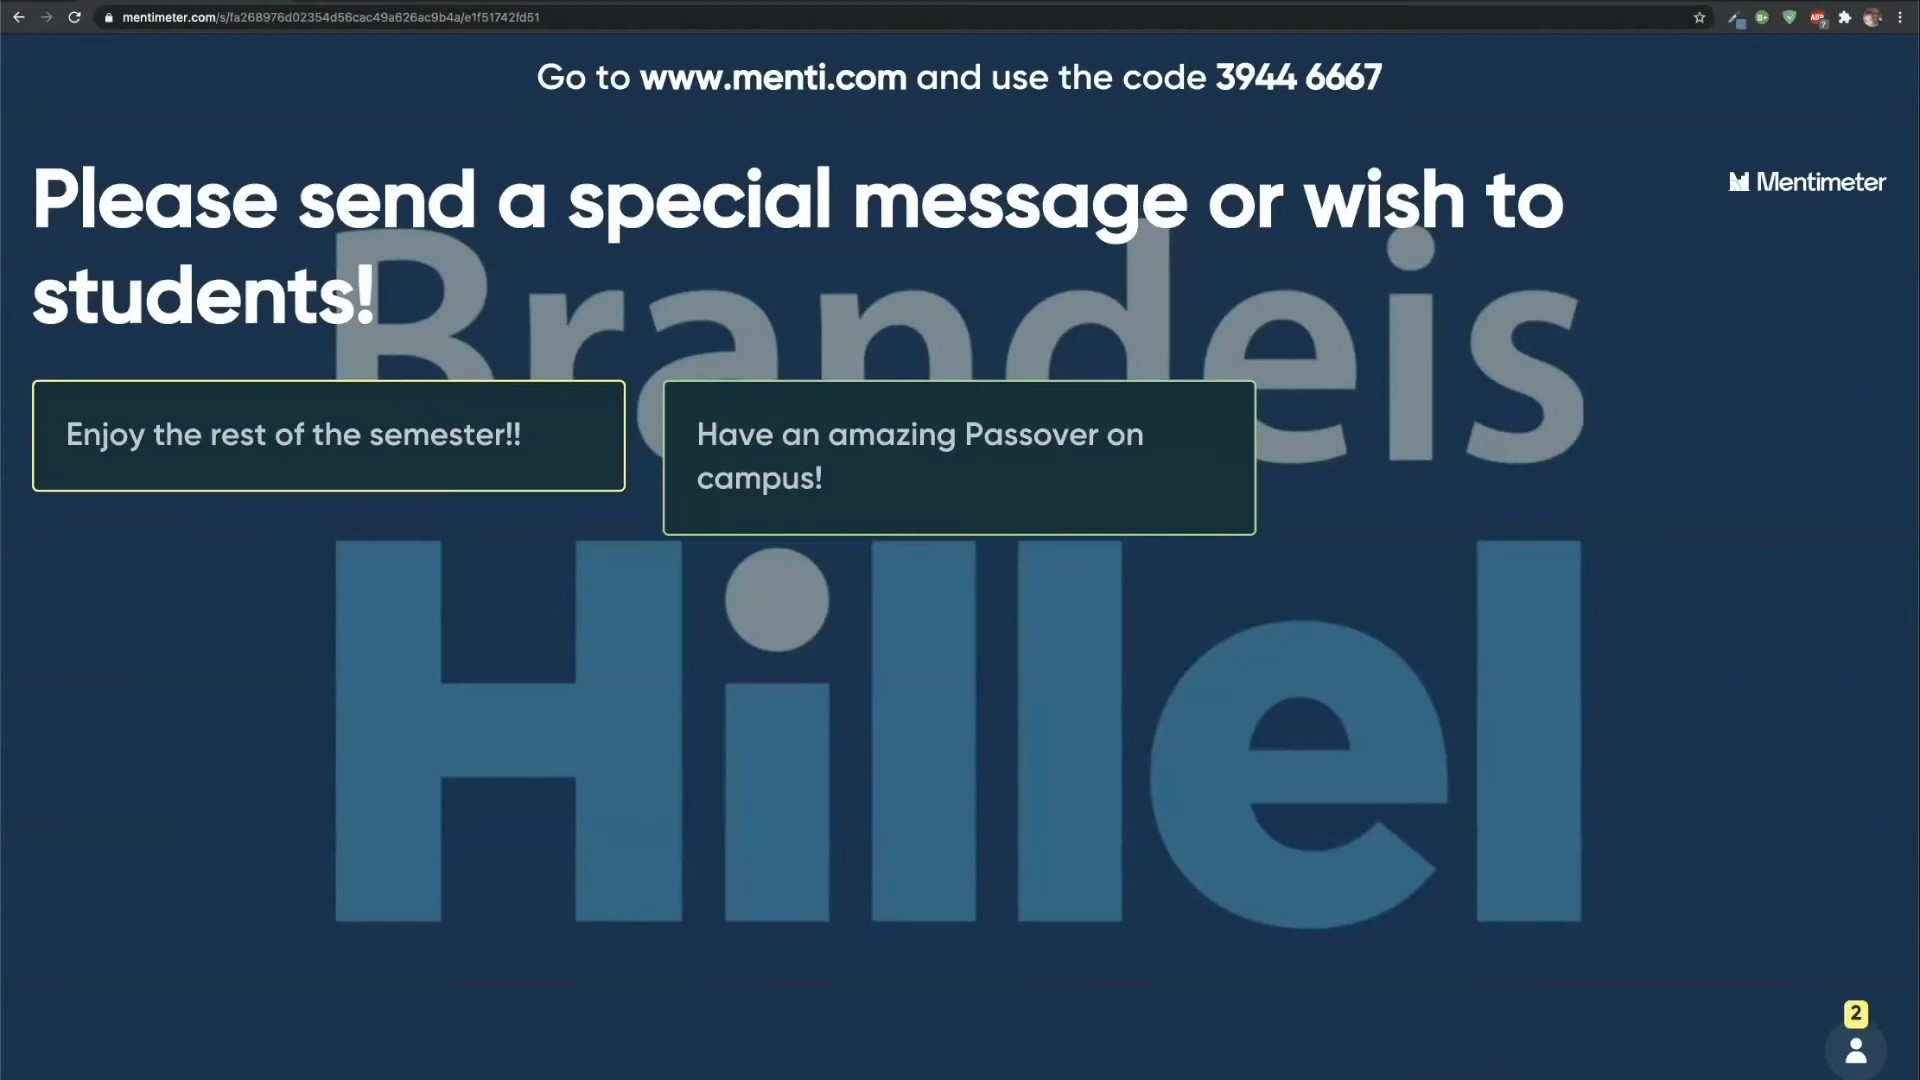 mentimeter.com/s/fa268976d02354d56cac49a626ac9b4a/e1f51742fd51
Go to www.menti.com and use the code 3944 6667
Mentimeter
Please send a special message or wish to
students!
Brandeis
Enjoy the rest of the semester!!
Have an amazing Passover on
campus!
Hillel
2